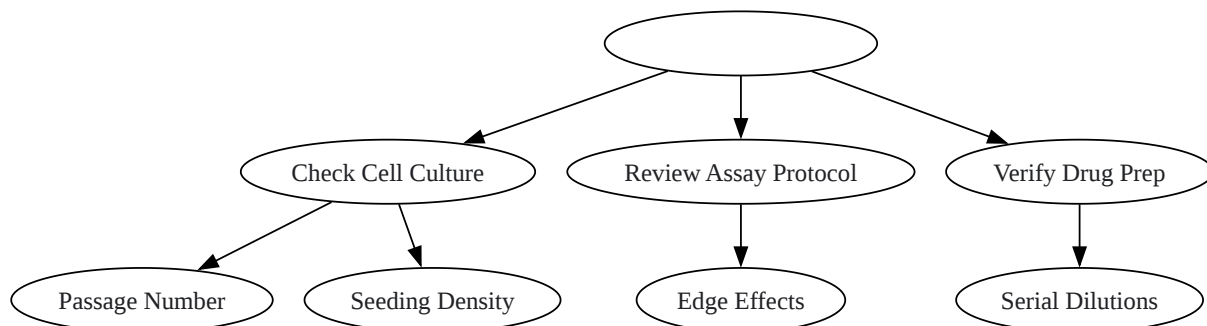 Check Cell Culture
Review Assay Protocol
Verify Drug Prep
Passage Number
Seeding Density
Edge Effects
Serial Dilutions